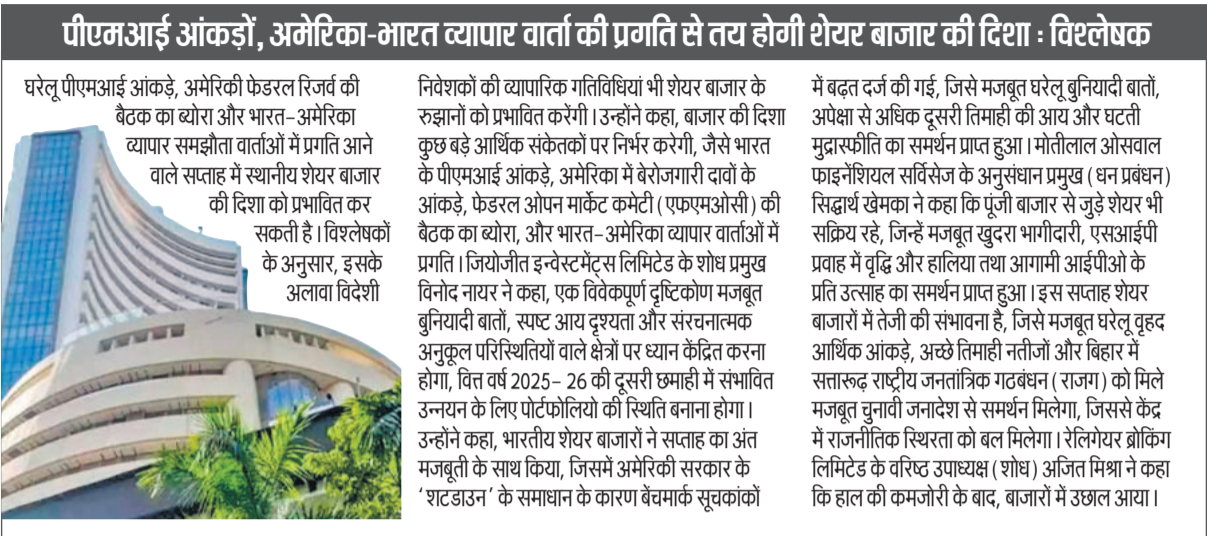 पीएमआई आंकड़ों, अमेरिका-भारत व्यापार वार्ता की प्रगति से तय होगी शेयर बाजार की दिशा : विश्लेषक
घरेलू पीएमआई आंकड़े, अमेरिकी फेडरल रिजर्व की
बैठक का ब्योरा और भारत-अमेरिका
व्यापार समझौता वार्ताओं में प्रगति आने
वाले सप्ताह में स्थानीय शेयर बाजार
की दिशा को प्रभावित कर
सकती है। विश्लेषकों
के अनुसार, इसके
अलावा विदेशी
निवेशकों की व्यापारिक गतिविधियां भी शेयर बाजार के
रुझानों को प्रभावित करेंगी। उन्होंने कहा, बाजार की दिशा
कुछ बड़े आर्थिक संकेतकों पर निर्भर करेगी, जैसे भारत
के पीएमआई आंकड़े, अमेरिका में बेरोजगारी दावों के
आंकड़े, फेडरल ओपन मार्केट कमेटी (एफएमओसी) की
बैठक का ब्योरा, और भारत-अमेरिका व्यापार वार्ताओं में
प्रगति। जियोजीत इन्वेस्टमेंट्स लिमिटेड के शोध प्रमुख
विनोद नायर ने कहा, एक विवेकपूर्ण दृष्टिकोण मजबूत
बुनियादी बातों, स्पष्ट आय दृश्यता और संरचनात्मक
अनुकूल परिस्थितियों वाले क्षेत्रों पर ध्यान केंद्रित करना
होगा, वित्त वर्ष 2025- 26 की दूसरी छमाही में संभावित
उन्नयन के लिए पोर्टफोलियो की स्थिति बनाना होगा।
उन्होंने कहा, भारतीय शेयर बाजारों ने सप्ताह का अंत
मजबूती के साथ किया, जिसमें अमेरिकी सरकार के
'शटडाउन' के समाधान के कारण बेंचमार्क सूचकांकों
में बढ़त दर्ज की गई, जिसे मजबूत घरेलू बुनियादी बातों,
अपेक्षा से अधिक दूसरी तिमाही की आय और घटती
मुद्रास्फीति का समर्थन प्राप्त हुआ। मोतीलाल ओसवाल
फाइनेंशियल सर्विसेज के अनुसंधान प्रमुख (धन प्रबंधन)
सिद्धार्थ खेमका ने कहा कि पूंजी बाजार से जुड़े शेयर भी
सक्रिय रहे, जिन्हें मजबूत खुदरा भागीदारी, एसआईपी
प्रवाह में वृद्धि और हालिया तथा आगामी आईपीओ के
प्रति उत्साह का समर्थन प्राप्त हुआ। इस सप्ताह शेयर
बाजारों में तेजी की संभावना है, जिसे मजबूत घरेलू वृहद
आर्थिक आंकड़े, अच्छे तिमाही नतीजों और बिहार में
सत्तारूढ़ राष्ट्रीय जनतांत्रिक गठबंधन (राजग) को मिले
मजबूत चुनावी जनादेश से समर्थन मिलेगा, जिससे केंद्र
में राजनीतिक स्थिरता को बल मिलेगा। रेलिगेयर ब्रोकिंग
लिमिटेड के वरिष्ठ उपाध्यक्ष (शोध) अजित मिश्रा ने कहा
कि हाल की कमजोरी के बाद, बाजारों में उछाल आया।